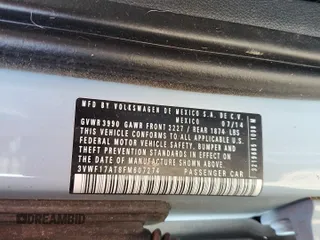 MFD BY VOLKSWAGEN DE MEXICO S.A. DE C.V.
MEXICO 07/14
GVWR 3990 GAWR FRONT 2227 / REAR 1874 LBS
THIS VEHICLE CONFORMS TO ALL APPLICABLE U.S.
FEDERAL MOTOR VEHICLE SAFETY, BUMPER AND
THEFT PREVENTION STANDARDS IN EFFECT ON THE
DATE OF MANUFACTURE SHOWN ABOVE.
3VWF17AT8FM607274 PASSENGER CAR
DREAMBID